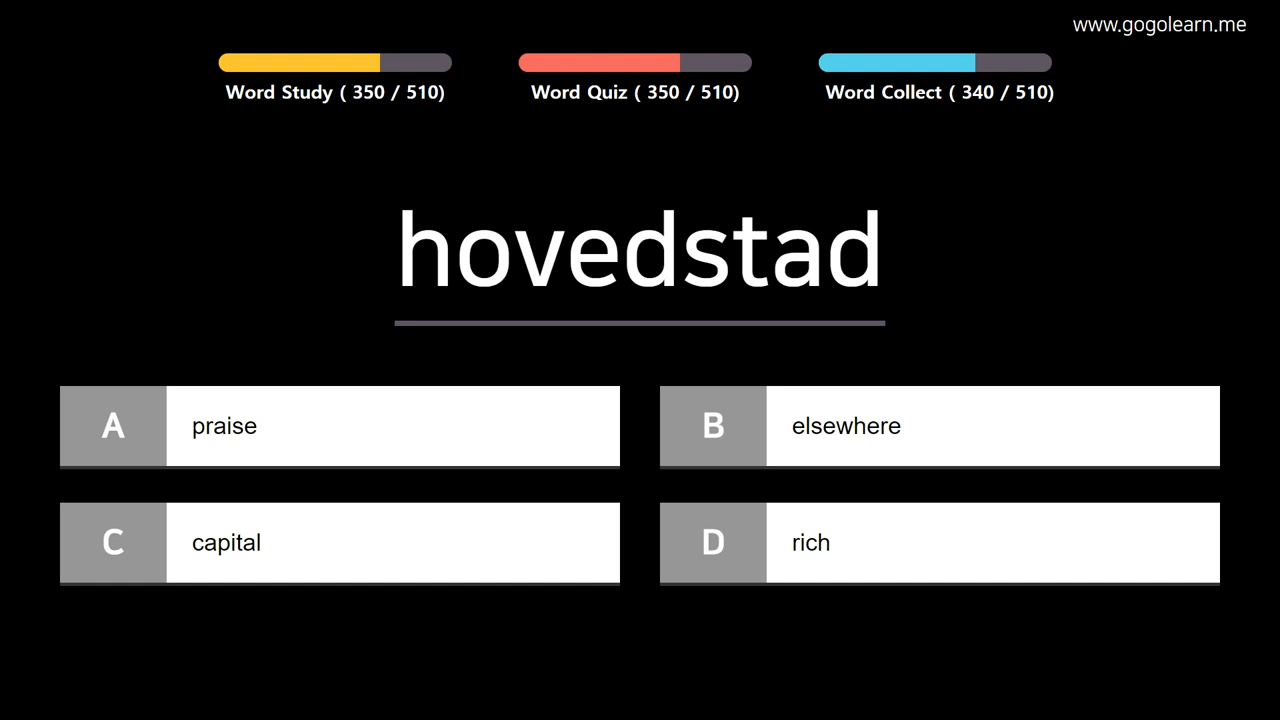 www.gogolearn.me
Word Study ( 350 / 510)
Word Quiz ( 350 / 510)
Word Collect ( 340 / 510)
hovedstad
A praise
B elsewhere
C capital
D rich